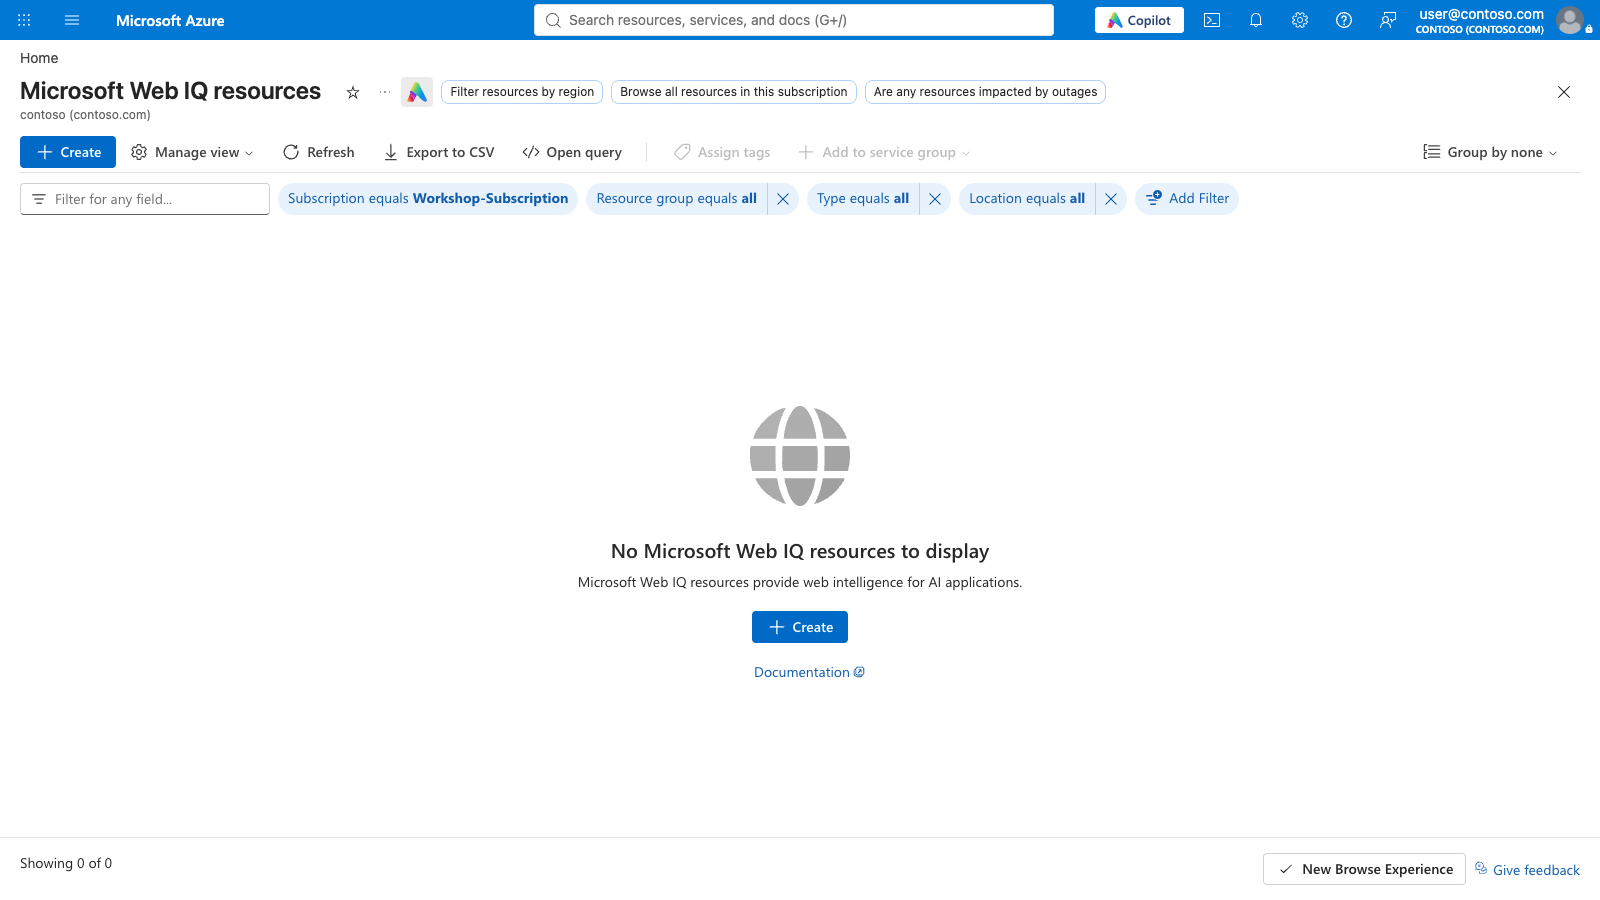 Microsoft Azure
Search resources, services, and docs (G+/)
Copilot
user@contoso.com
CONTOSO (CONTOSO.COM)
Home
Microsoft Web IQ resources
Filter resources by region
Browse all resources in this subscription
Are any resources impacted by outages
contoso (contoso.com)
Create
Manage view
Refresh
Export to CSV
Open query
Assign tags
Add to service group
Group by none
Filter for any field...
Subscription equals Workshop-Subscription
Resource group equals all
Type equals all
Location equals all
Add Filter
No Microsoft Web IQ resources to display
Microsoft Web IQ resources provide web intelligence for AI applications.
Create
Documentation
Showing 0 of 0
New Browse Experience
Give feedback